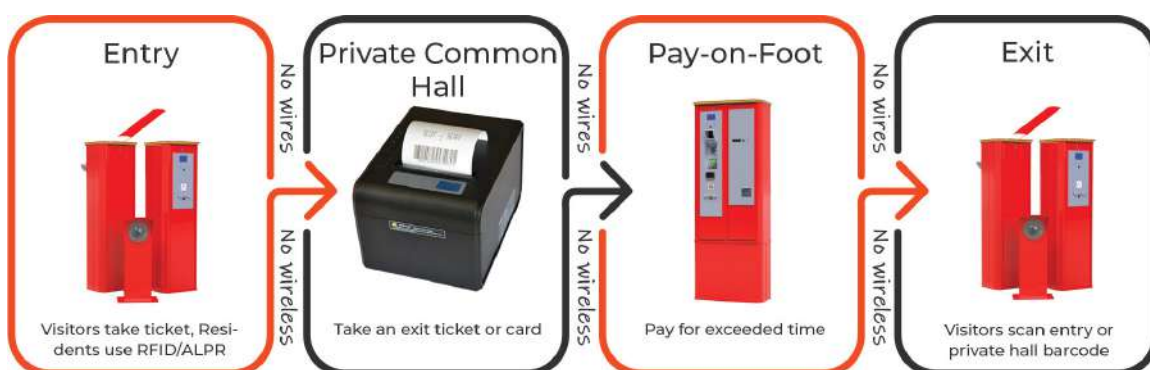 Entry
Visitors take ticket, Resi-
dents use RFID/ALPR
No wires
No wireless
Private Common
Hall
Take an exit ticket or card
No wires
No wireless
Pay-on-Foot
Pay for exceeded time
No wires
No wireless
Exit
Visitors scan entry or
private hall barcode